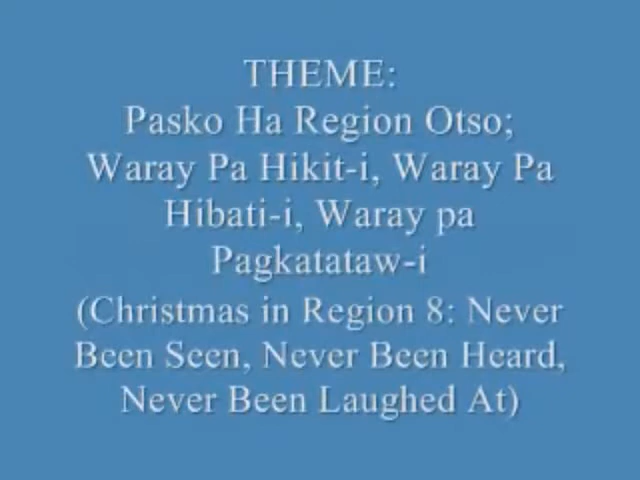 THEME:
Pasko Ha Region Otso;
Waray Pa Hikit-i, Waray Pa
Hibati-i, Waray pa
Pagkatataw-i
(Christmas in Region 8: Never
Been Seen, Never Been Heard,
Never Been Laughed At)